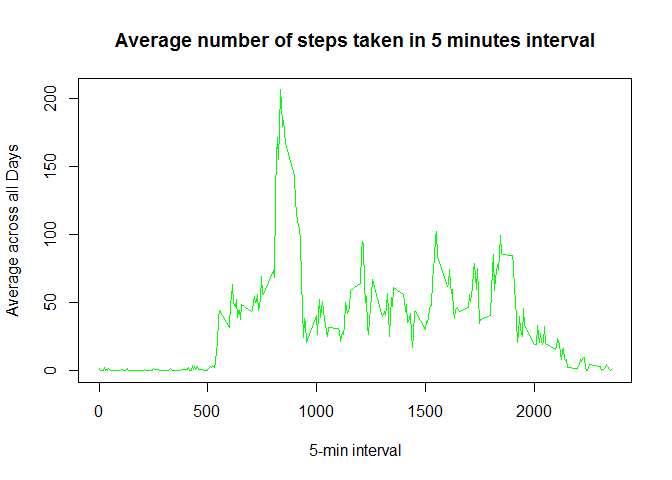 Average number of steps taken in 5 minutes interval
Average across all Days
200
150
100
50
0
0 500 1000 1500 2000
5-min interval